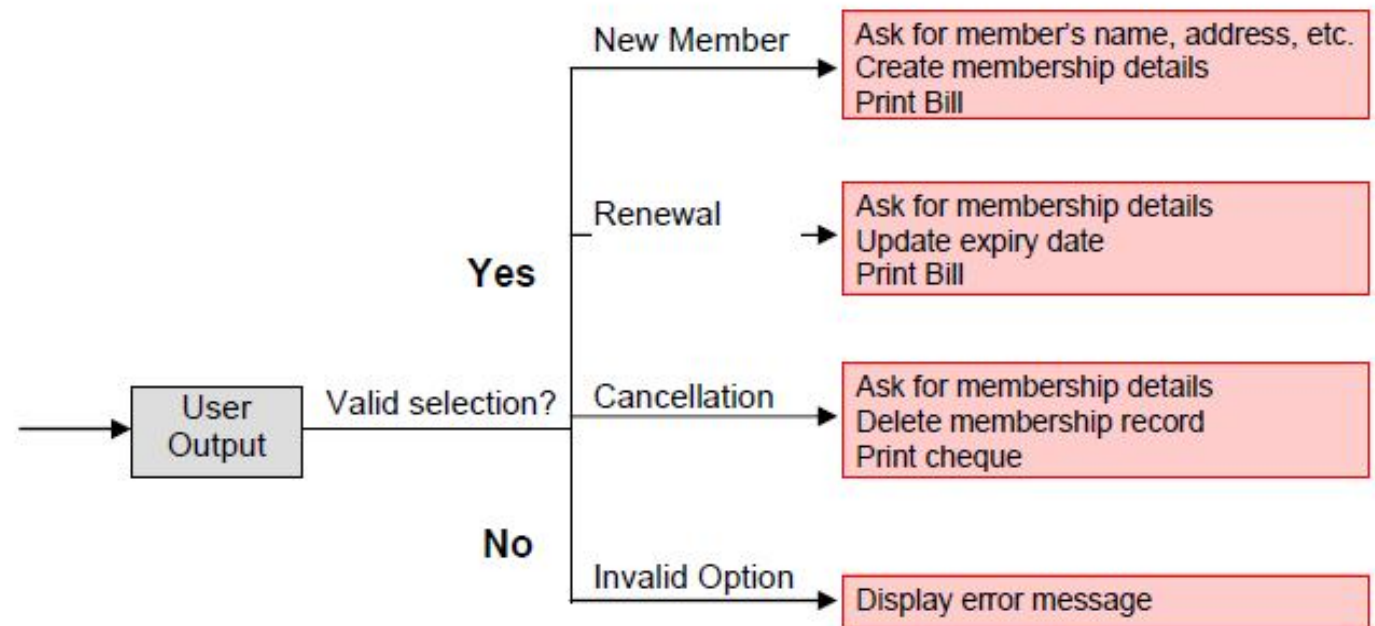 New Member
Ask for member's name, address, etc.
Create membership details
Print Bill
Renewal
Ask for membership details
Update expiry date
Print Bill
Yes
User
Output
Valid selection?
Cancellation
Ask for membership details
Delete membership record
Print cheque
No
Invalid Option
Display error message